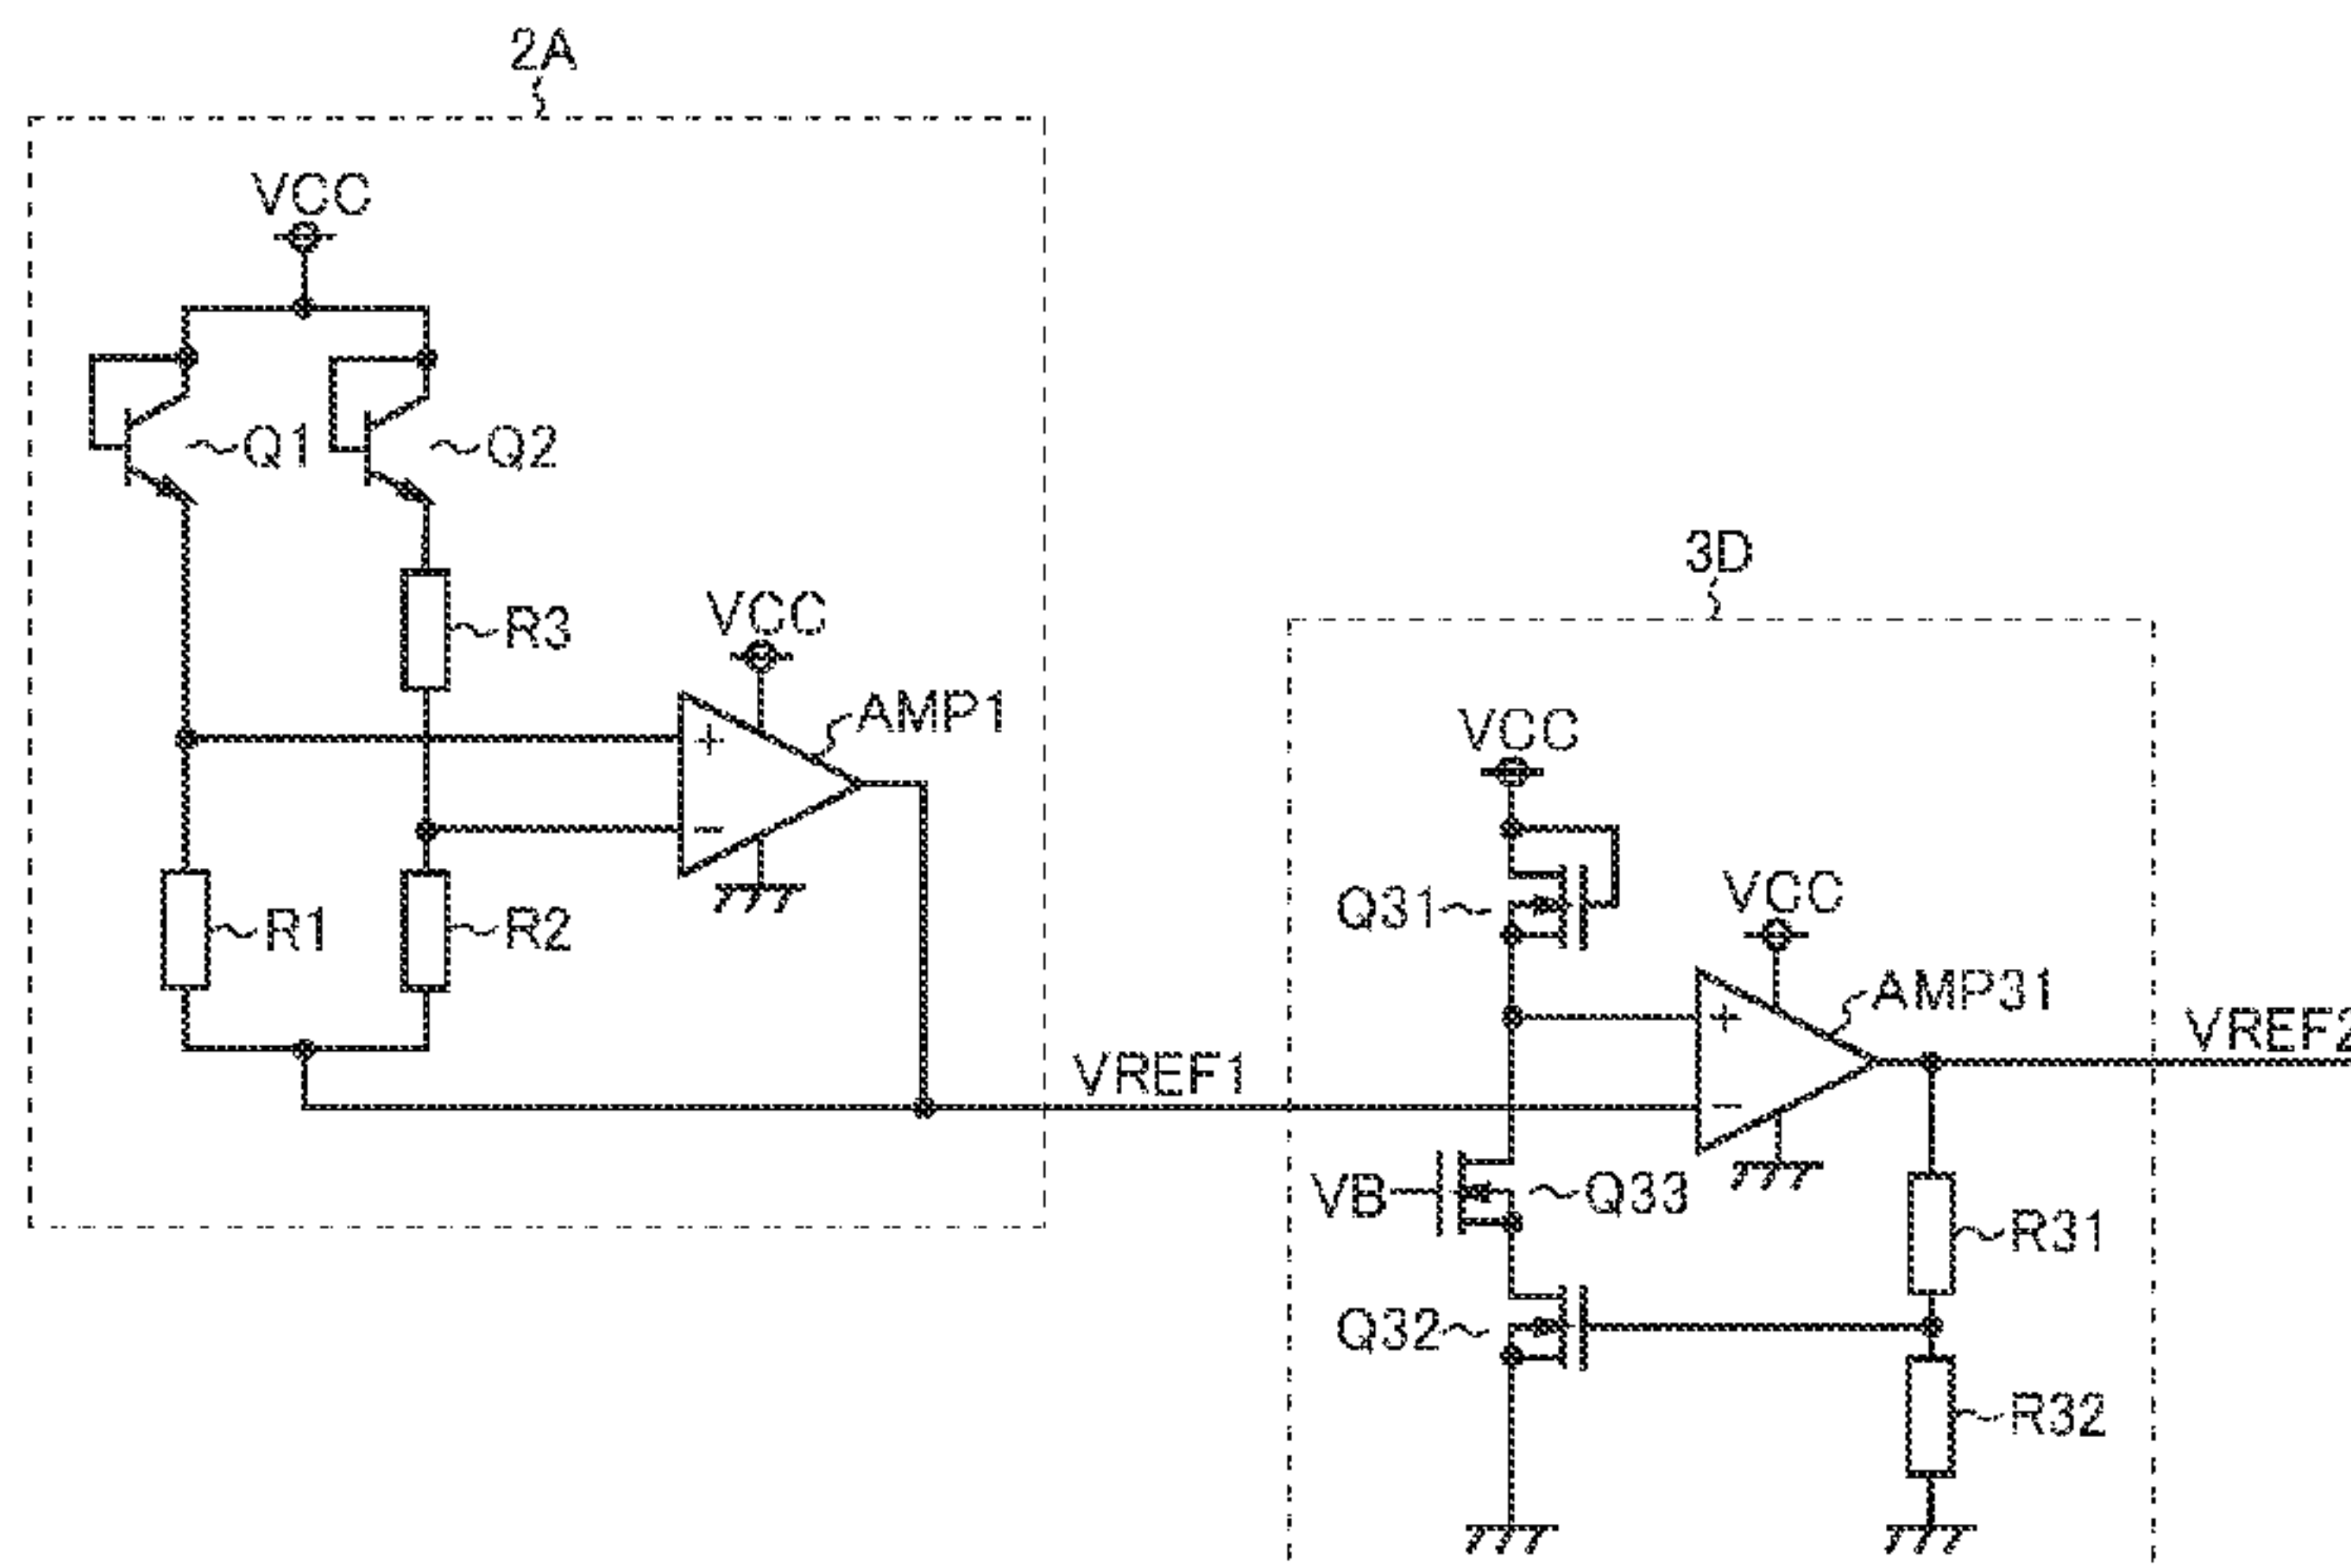 2A
VCC
Q1
Q2
R3
VCC
AMP1
+
−
R1
R2
VREF1
3D
VCC
Q31
VCC
AMP31
+
−
VREF2
VB
Q33
R31
Q32
R32